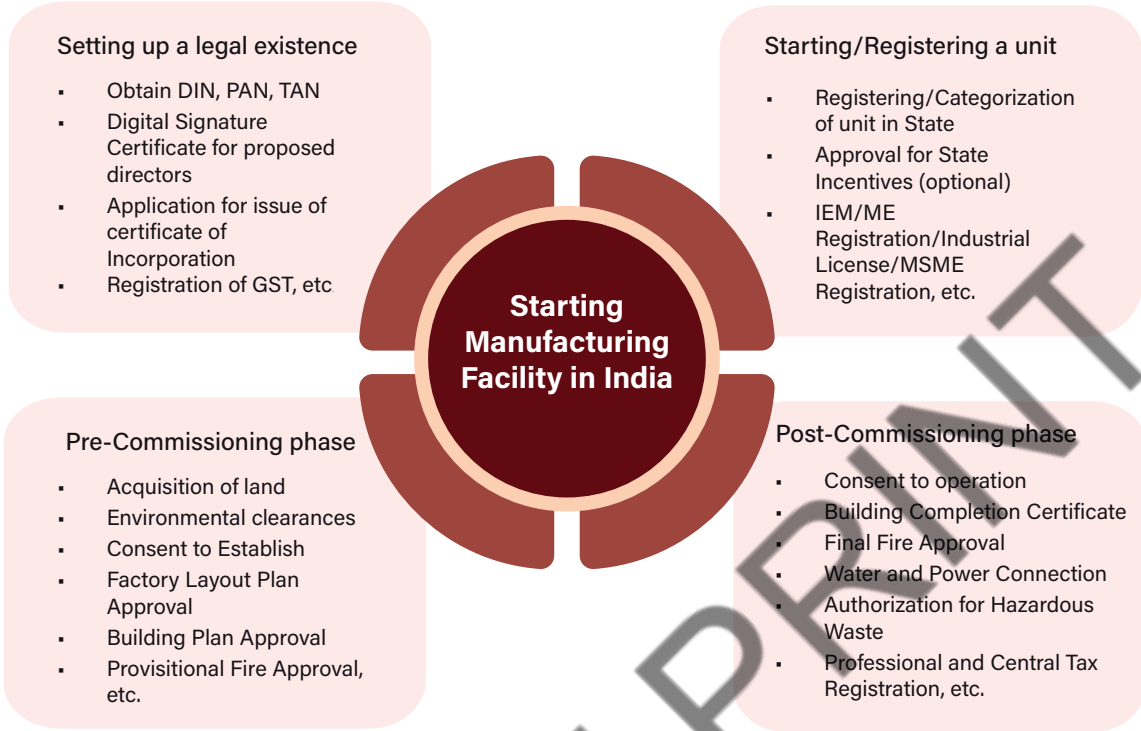 Setting up a legal existence
▪ Obtain DIN, PAN, TAN
▪ Digital Signature
Certificate for proposed
directors
▪ Application for issue of
certificate of
Incorporation
▪ Registration of GST, etc
Starting/Registering a unit
▪ Registering/Categorization
of unit in State
▪ Approval for State
Incentives (optional)
▪ IEM/ME
Registration/Industrial
License/MSME
Registration, etc.
Starting
Manufacturing
Facility in India
Pre-Commissioning phase
▪ Acquisition of land
▪ Environmental clearances
▪ Consent to Establish
▪ Factory Layout Plan
Approval
▪ Building Plan Approval
▪ Provisitional Fire Approval,
etc.
Post-Commissioning phase
▪ Consent to operation
▪ Building Completion Certificate
▪ Final Fire Approval
▪ Water and Power Connection
▪ Authorization for Hazardous
Waste
▪ Professional and Central Tax
Registration, etc.
PRINT